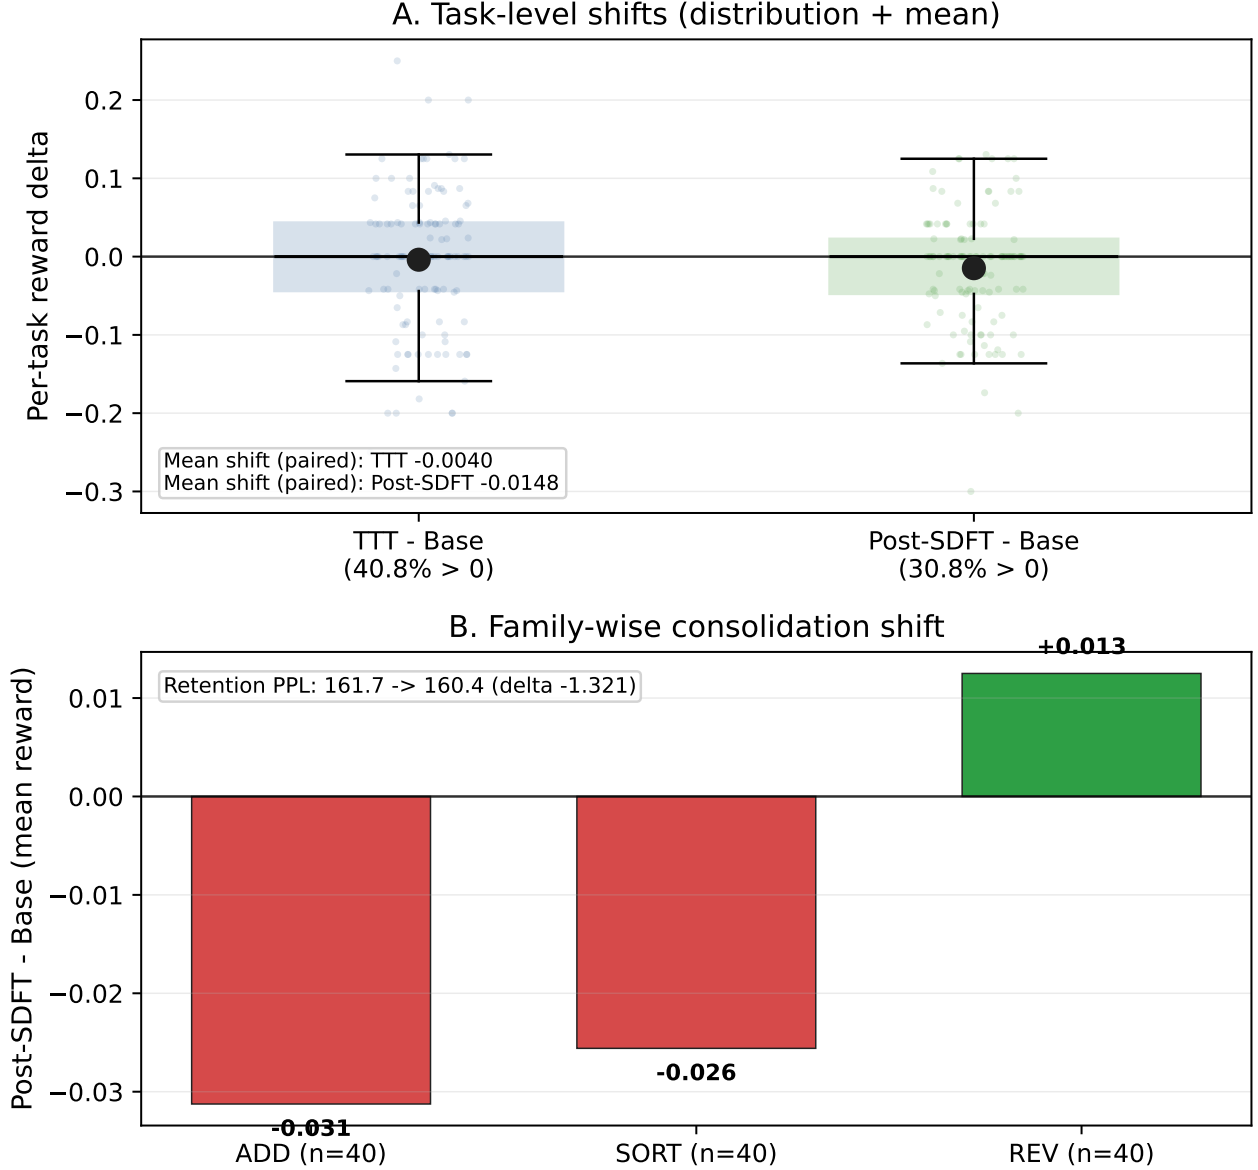 A. Task-level shifts (distribution + mean)
Per-task reward delta
0.2
0.1
0.0
−0.1
−0.2
−0.3
Mean shift (paired): TTT -0.0040
Mean shift (paired): Post-SDFT -0.0148
TTT - Base
(40.8% > 0)
Post-SDFT - Base
(30.8% > 0)
B. Family-wise consolidation shift
Post-SDFT - Base (mean reward)
+0.013
Retention PPL: 161.7 -> 160.4 (delta -1.321)
0.01
0.00
−0.01
−0.02
−0.03
-0.026
-0.031
ADD (n=40)
SORT (n=40)
REV (n=40)